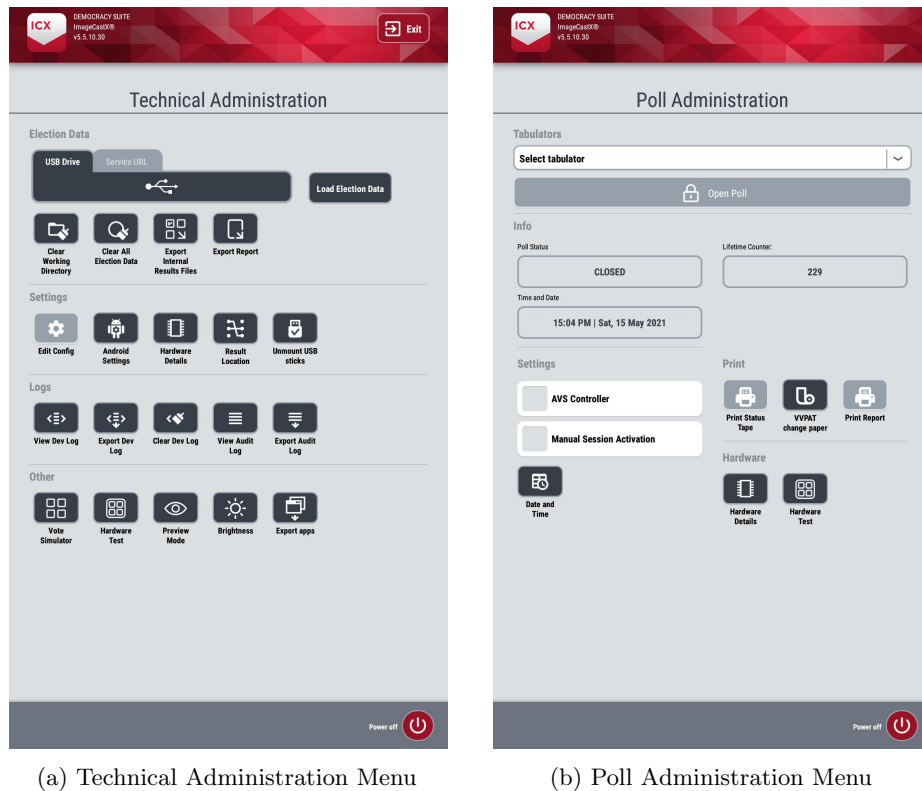 ICX
DEMOCRACY SUITE
ImageCastX®
v5.5.10.30
Exit
Technical Administration
Election Data
USB Drive
Service URL
Load Election Data
Clear
Working
Directory
Clear All
Election Data
Export
Internal
Results Files
Export Report
Settings
Edit Config
Android
Settings
Hardware
Details
Result
Location
Unmount USB
sticks
Logs
View Dev Log
Export Dev
Log
Clear Dev Log
View Audit
Log
Export Audit
Log
Other
Vote
Simulator
Hardware
Test
Preview
Mode
Brightness
Export apps
Power off
(a) Technical Administration Menu
ICX
DEMOCRACY SUITE
ImageCastX®
v5.5.10.30
Poll Administration
Tabulators
Select tabulator
Open Poll
Info
Poll Status
CLOSED
Lifetime Counter:
229
Time and Date
15:04 PM | Sat, 15 May 2021
Settings
AVS Controller
Manual Session Activation
Date and
Time
Print
Print Status
Tape
VVPAT
change paper
Print Report
Hardware
Hardware
Details
Hardware
Test
Power off
(b) Poll Administration Menu